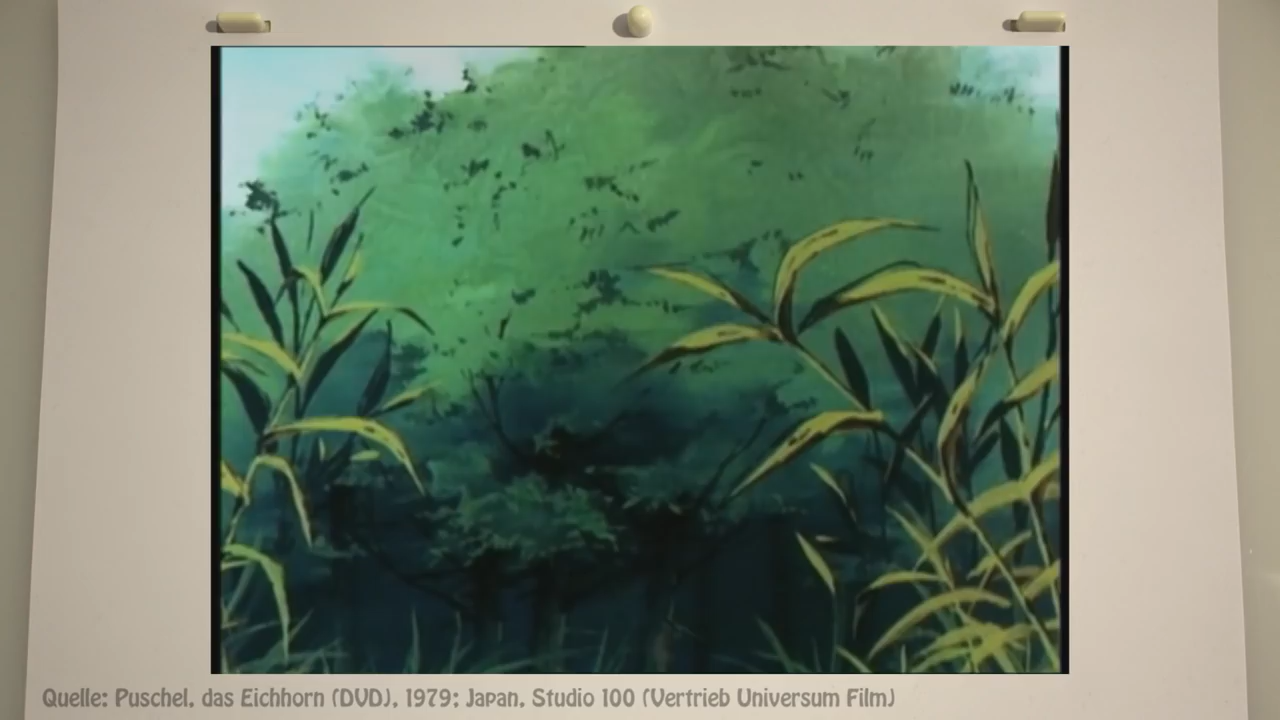 Quelle: Puschel, das Eichhorn (DVD), 1979; Japan, Studio 100 (Vertrieb Universum Film)